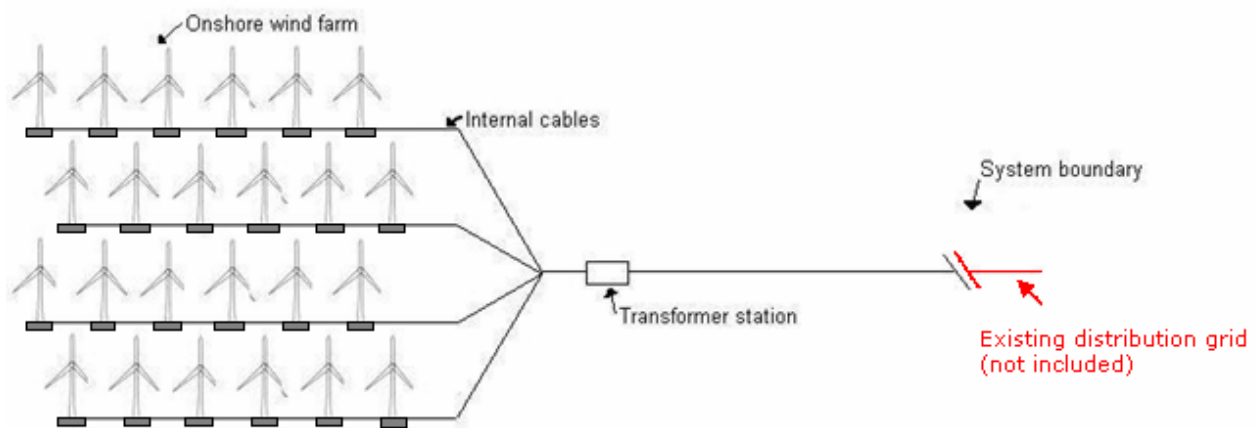 Onshore wind farm
Internal cables
System boundary
Transformer station
Existing distribution grid
(not included)